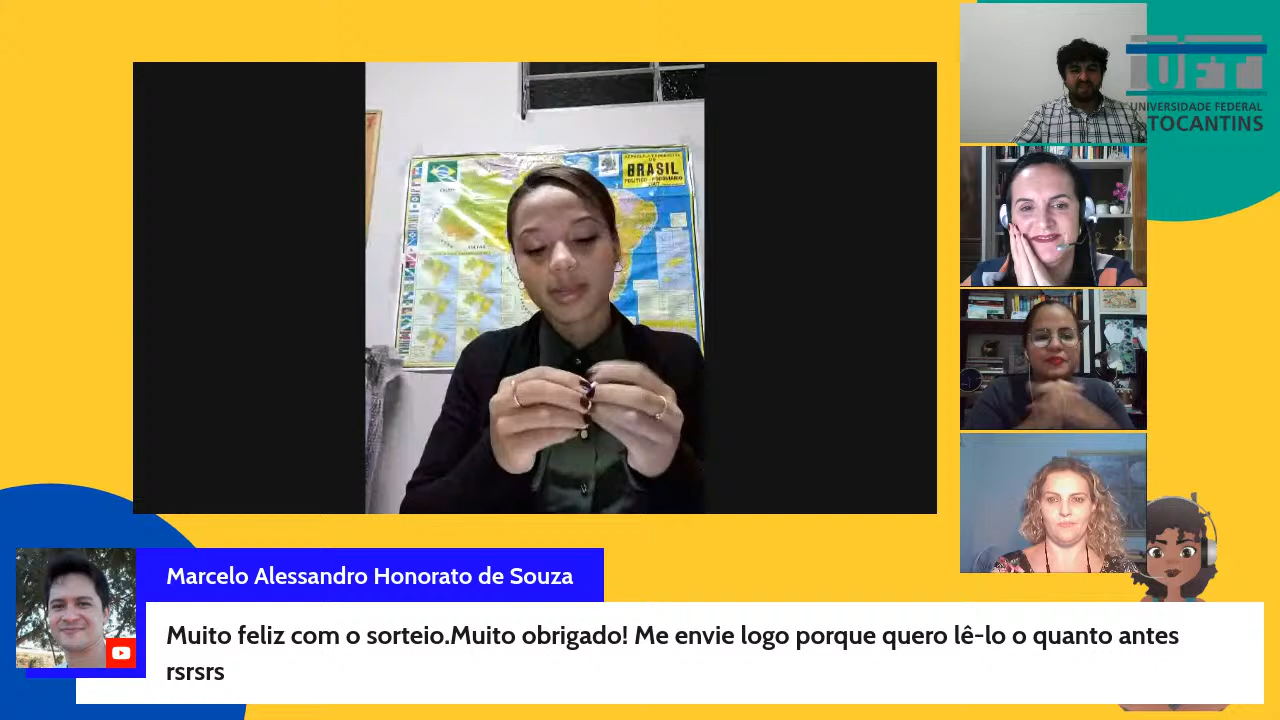 UFT
UNIVERSIDADE FEDERAL
TOCANTINS
BRASIL
Marcelo Alessandro Honorato de Souza
Muito feliz com o sorteio.Muito obrigado! Me envie logo porque quero lê-lo o quanto antes
rsrsrs